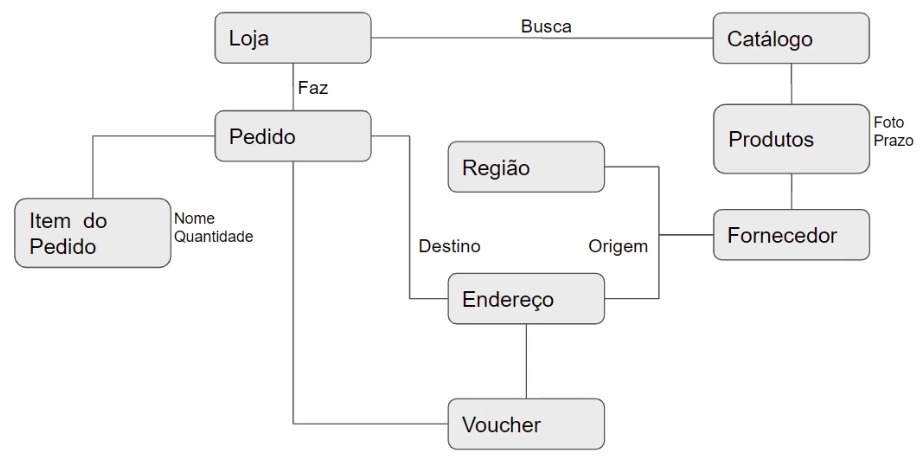 Loja
Busca
Catálogo
Faz
Pedido
Produtos
Foto
Prazo
Região
Item do
Pedido
Nome
Quantidade
Destino
Origem
Fornecedor
Endereço
Voucher